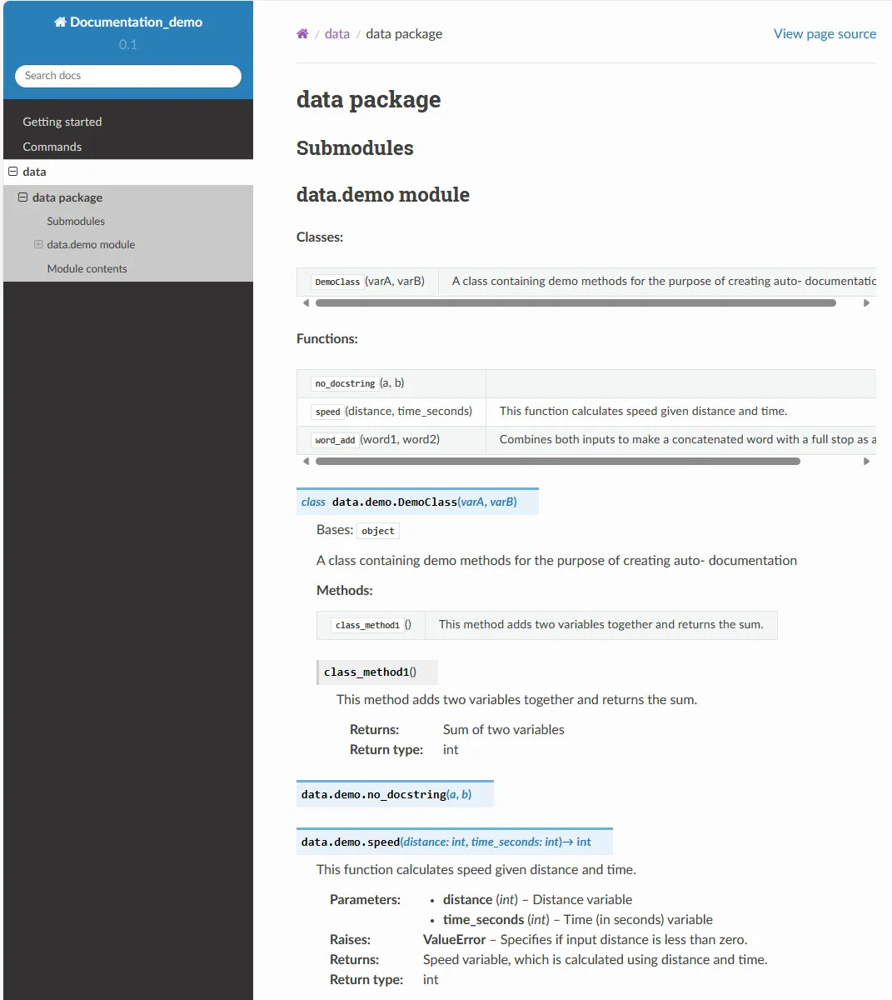 Documentation_demo
0.1
Search docs
Getting started
Commands
data
data package
Submodules
data.demo module
Module contents
/ data / data package
View page source
data package
Submodules
data.demo module
Classes:
DemoClass(varA, varB) A class containing demo methods for the purpose of creating auto- documentatic
Functions:
no_docstring(a, b)
speed(distance, time_seconds) This function calculates speed given distance and time.
word_add(word1, word2) Combines both inputs to make a concatenated word with a full stop as a
class data.demo.DemoClass(varA, varB)
Bases: object
A class containing demo methods for the purpose of creating auto- documentation
Methods:
class_method1() This method adds two variables together and returns the sum.
class_method1()
This method adds two variables together and returns the sum.
Returns: Sum of two variables
Return type: int
data.demo.no_docstring(a, b)
data.demo.speed(distance: int, time_seconds: int)→ int
This function calculates speed given distance and time.
Parameters: • distance (int) – Distance variable
• time_seconds (int) – Time (in seconds) variable
Raises: ValueError – Specifies if input distance is less than zero.
Returns: Speed variable, which is calculated using distance and time.
Return type: int